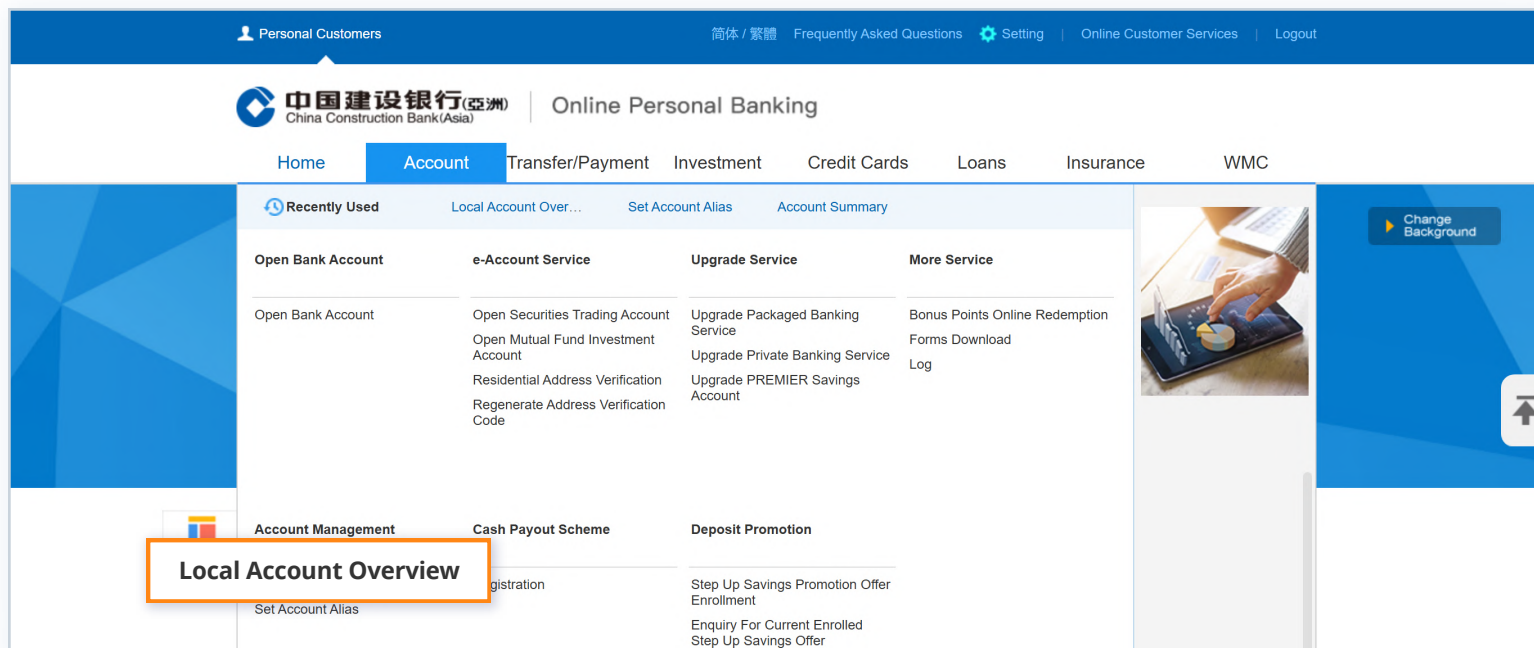 Personal Customers
简体 / 繁體 Frequently Asked Questions Setting | Online Customer Services | Logout
中国建设银行(亞洲)
China Construction Bank(Asia)
Online Personal Banking
Home Account Transfer/Payment Investment Credit Cards Loans Insurance WMC
Recently Used Local Account Over... Set Account Alias Account Summary
Change
Background
Open Bank Account
Open Bank Account
e-Account Service
Open Securities Trading Account
Open Mutual Fund Investment
Account
Residential Address Verification
Regenerate Address Verification
Code
Upgrade Service
Upgrade Packaged Banking
Service
Upgrade Private Banking Service
Upgrade PREMIER Savings
Account
More Service
Bonus Points Online Redemption
Forms Download
Log
Account Management
Local Account Overview
Set Account Alias
Cash Payout Scheme
gistration
Deposit Promotion
Step Up Savings Promotion Offer
Enrollment
Enquiry For Current Enrolled
Step Up Savings Offer